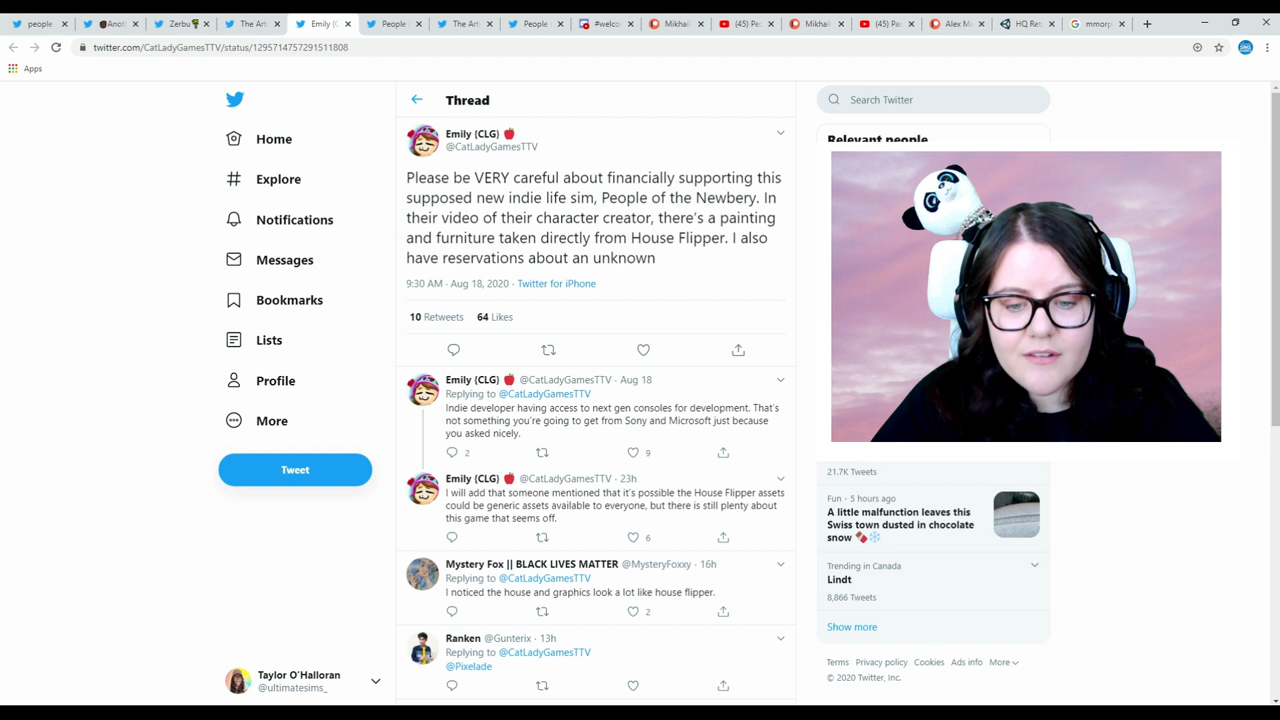 people
Anot
Zerbu
The Art
Emily (C
People
The Art
People
#welco
Mikhail
(45) Pe
Mikhail
(45) Pa
Alex M
HQ Ret
mmorp
twitter.com/CatLadyGamesTTV/status/1295714757291511808
Apps
Home
Explore
Notifications
Messages
Bookmarks
Lists
Profile
More
Tweet
Taylor O'Halloran
@ultimatesims_
Thread
Emily {CLG}
@CatLadyGamesTTV
Please be VERY careful about financially supporting this
supposed new indie life sim, People of the Newbery. In
their video of their character creator, there's a painting
and furniture taken directly from House Flipper. I also
have reservations about an unknown
9:30 AM · Aug 18, 2020 · Twitter for iPhone
10 Retweets 64 Likes
Emily {CLG} @CatLadyGamesTTV · Aug 18
Replying to @CatLadyGamesTTV
Indie developer having access to next gen consoles for development. That's
not something you're going to get from Sony and Microsoft just because
you asked nicely.
2 9
Emily {CLG} @CatLadyGamesTTV · 23h
I will add that someone mentioned that it's possible the House Flipper assets
could be generic assets available to everyone, but there is still plenty about
this game that seems off.
6
Mystery Fox || BLACK LIVES MATTER @MysteryFoxxy · 16h
Replying to @CatLadyGamesTTV
I noticed the house and graphics look a lot like house flipper.
2
Ranken @Gunterix · 13h
Replying to @CatLadyGamesTTV
@Pixelade
Search Twitter
Relevant people
21.7K Tweets
Fun · 5 hours ago
A little malfunction leaves this
Swiss town dusted in chocolate
snow
Trending in Canada
Lindt
8,866 Tweets
Show more
Terms Privacy policy Cookies Ads info More
© 2020 Twitter, Inc.